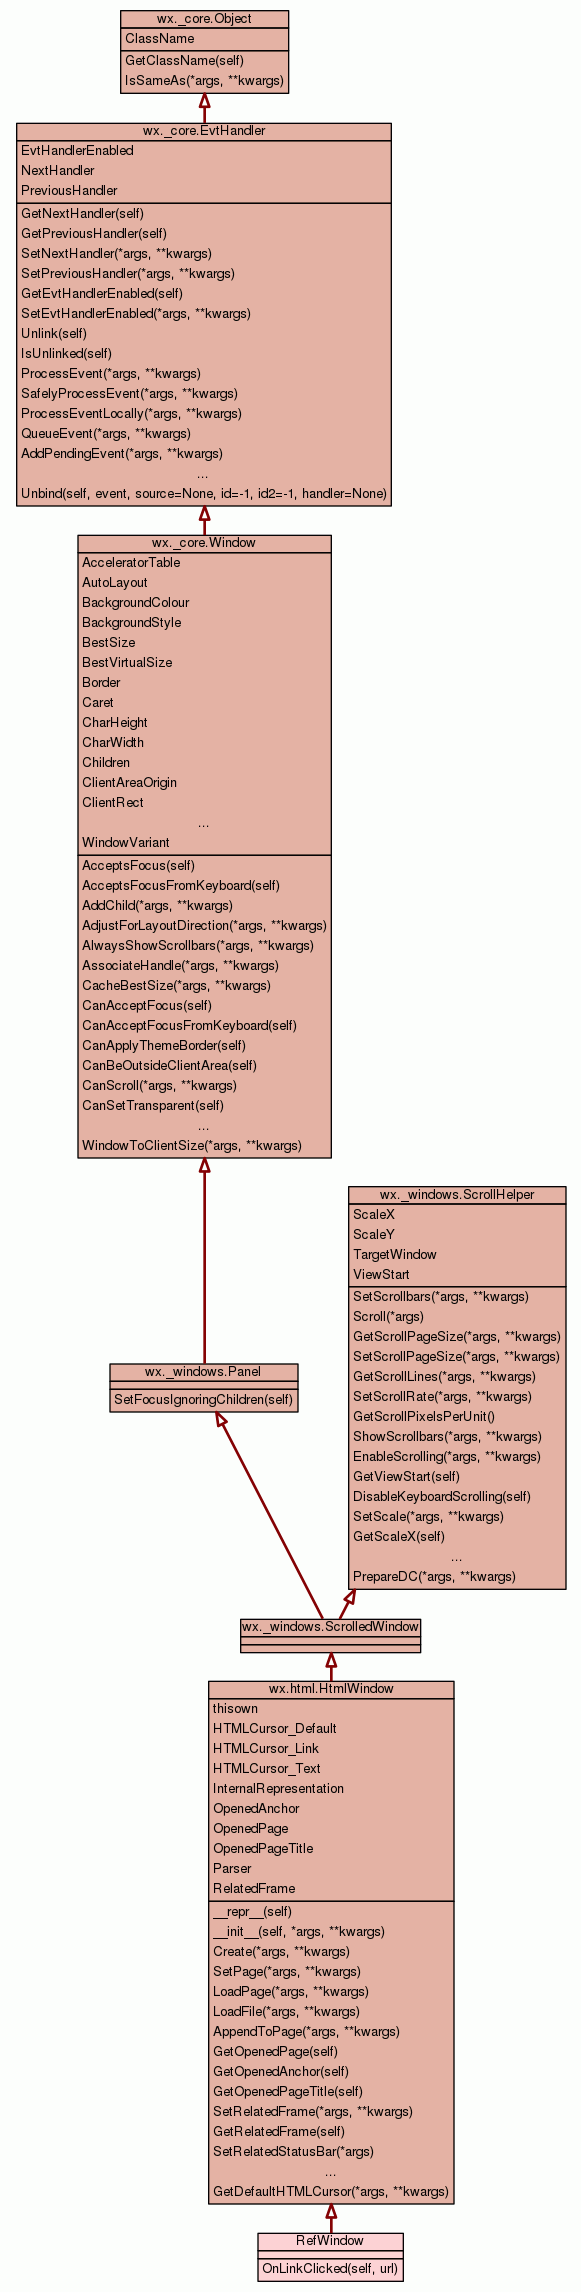 wx._core.Object
ClassName
GetClassName(self)
IsSameAs(*args, **kwargs)
wx._core.EvtHandler
EvtHandlerEnabled
NextHandler
PreviousHandler
GetNextHandler(self)
GetPreviousHandler(self)
SetNextHandler(*args, **kwargs)
SetPreviousHandler(*args, **kwargs)
GetEvtHandlerEnabled(self)
SetEvtHandlerEnabled(*args, **kwargs)
Unlink(self)
IsUnlinked(self)
ProcessEvent(*args, **kwargs)
SafelyProcessEvent(*args, **kwargs)
ProcessEventLocally(*args, **kwargs)
QueueEvent(*args, **kwargs)
AddPendingEvent(*args, **kwargs)
...
Unbind(self, event, source=None, id=-1, id2=-1, handler=None)
wx._core.Window
AcceleratorTable
AutoLayout
BackgroundColour
BackgroundStyle
BestSize
BestVirtualSize
Border
Caret
CharHeight
CharWidth
Children
ClientAreaOrigin
ClientRect
...
WindowVariant
AcceptsFocus(self)
AcceptsFocusFromKeyboard(self)
AddChild(*args, **kwargs)
AdjustForLayoutDirection(*args, **kwargs)
AlwaysShowScrollbars(*args, **kwargs)
AssociateHandle(*args, **kwargs)
CacheBestSize(*args, **kwargs)
CanAcceptFocus(self)
CanAcceptFocusFromKeyboard(self)
CanApplyThemeBorder(self)
CanBeOutsideClientArea(self)
CanScroll(*args, **kwargs)
CanSetTransparent(self)
...
WindowToClientSize(*args, **kwargs)
wx._windows.ScrollHelper
ScaleX
ScaleY
TargetWindow
ViewStart
SetScrollbars(*args, **kwargs)
Scroll(*args)
GetScrollPageSize(*args, **kwargs)
SetScrollPageSize(*args, **kwargs)
GetScrollLines(*args, **kwargs)
SetScrollRate(*args, **kwargs)
GetScrollPixelsPerUnit()
ShowScrollbars(*args, **kwargs)
EnableScrolling(*args, **kwargs)
GetViewStart(self)
DisableKeyboardScrolling(self)
SetScale(*args, **kwargs)
GetScaleX(self)
...
PrepareDC(*args, **kwargs)
wx._windows.Panel
SetFocusIgnoringChildren(self)
wx._windows.ScrolledWindow
wx.html.HtmlWindow
thisown
HTMLCursor_Default
HTMLCursor_Link
HTMLCursor_Text
InternalRepresentation
OpenedAnchor
OpenedPage
OpenedPageTitle
Parser
RelatedFrame
__repr__(self)
__init__(self, *args, **kwargs)
Create(*args, **kwargs)
SetPage(*args, **kwargs)
LoadPage(*args, **kwargs)
LoadFile(*args, **kwargs)
AppendToPage(*args, **kwargs)
GetOpenedPage(self)
GetOpenedAnchor(self)
GetOpenedPageTitle(self)
SetRelatedFrame(*args, **kwargs)
GetRelatedFrame(self)
SetRelatedStatusBar(*args)
...
GetDefaultHTMLCursor(*args, **kwargs)
RefWindow
OnLinkClicked(self, url)